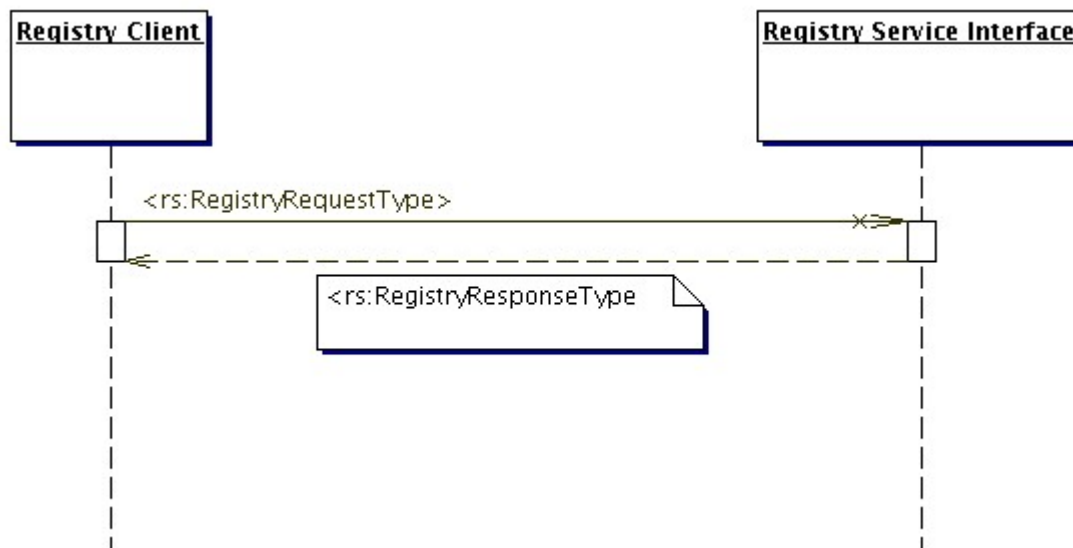 Registry Client
Registry Service Interface
<rs:RegistryRequestType>
<rs:RegistryResponseType